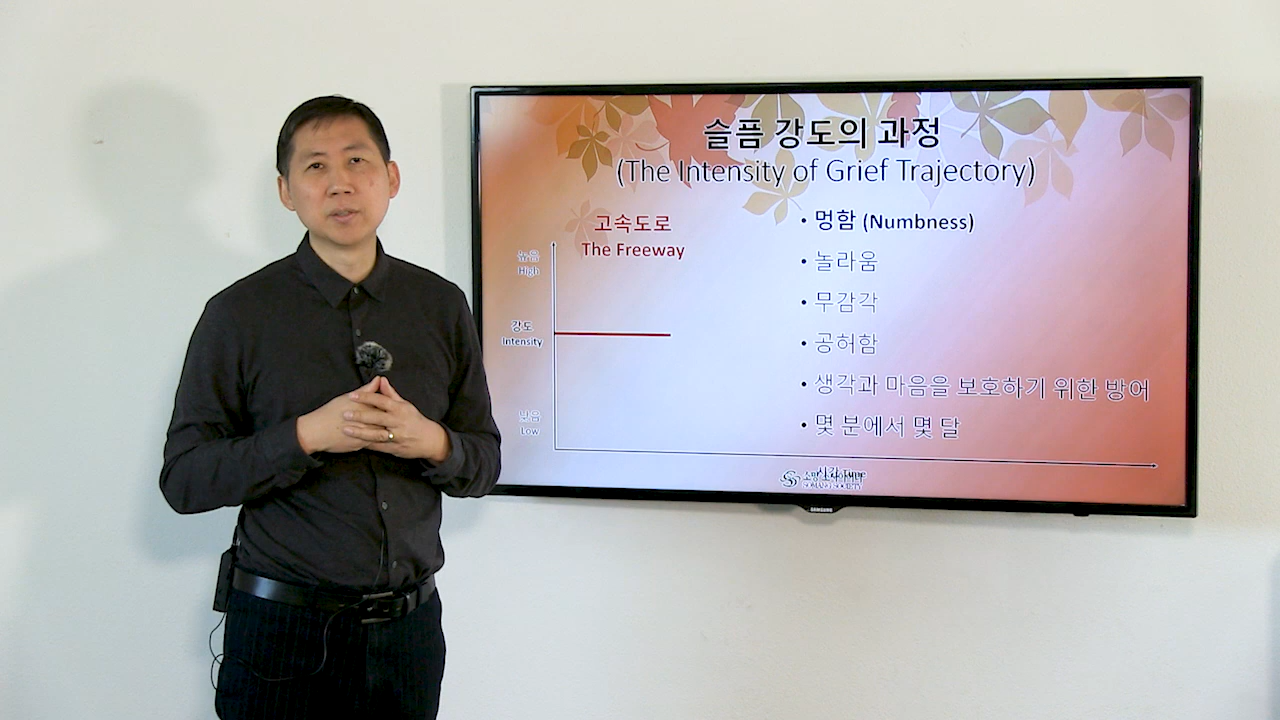 슬픔 강도의 과정
(The Intensity of Grief Trajectory)
고속도로
The Freeway
높음
High
강도
Intensity
낮음
Low
• 멍함 (Numbness)
• 놀라움
• 무감각
• 공허함
• 생각과 마음을 보호하기 위한 방어
• 몇 분에서 몇 달
시간 Time
SAMSUNG